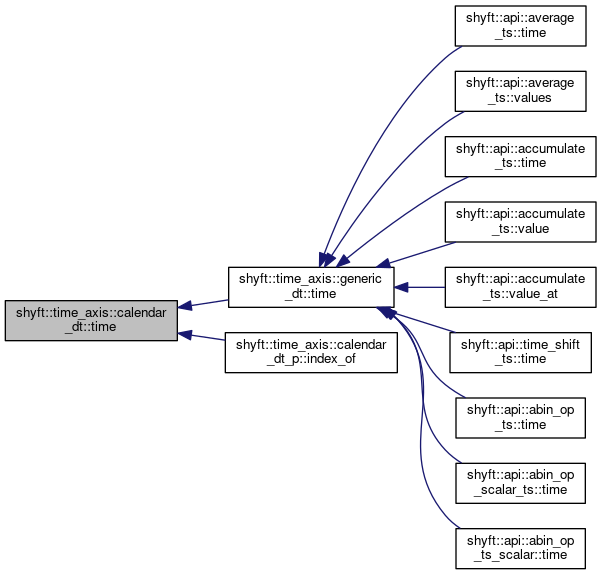 shyft::api::average
_ts::time
shyft::api::average
_ts::values
shyft::api::accumulate
_ts::time
shyft::api::accumulate
_ts::value
shyft::time_axis::generic
_dt::time
shyft::api::accumulate
_ts::value_at
shyft::time_axis::calendar
_dt::time
shyft::time_axis::calendar
_dt_p::index_of
shyft::api::time_shift
_ts::time
shyft::api::abin_op
_ts::time
shyft::api::abin_op
_scalar_ts::time
shyft::api::abin_op
_ts_scalar::time